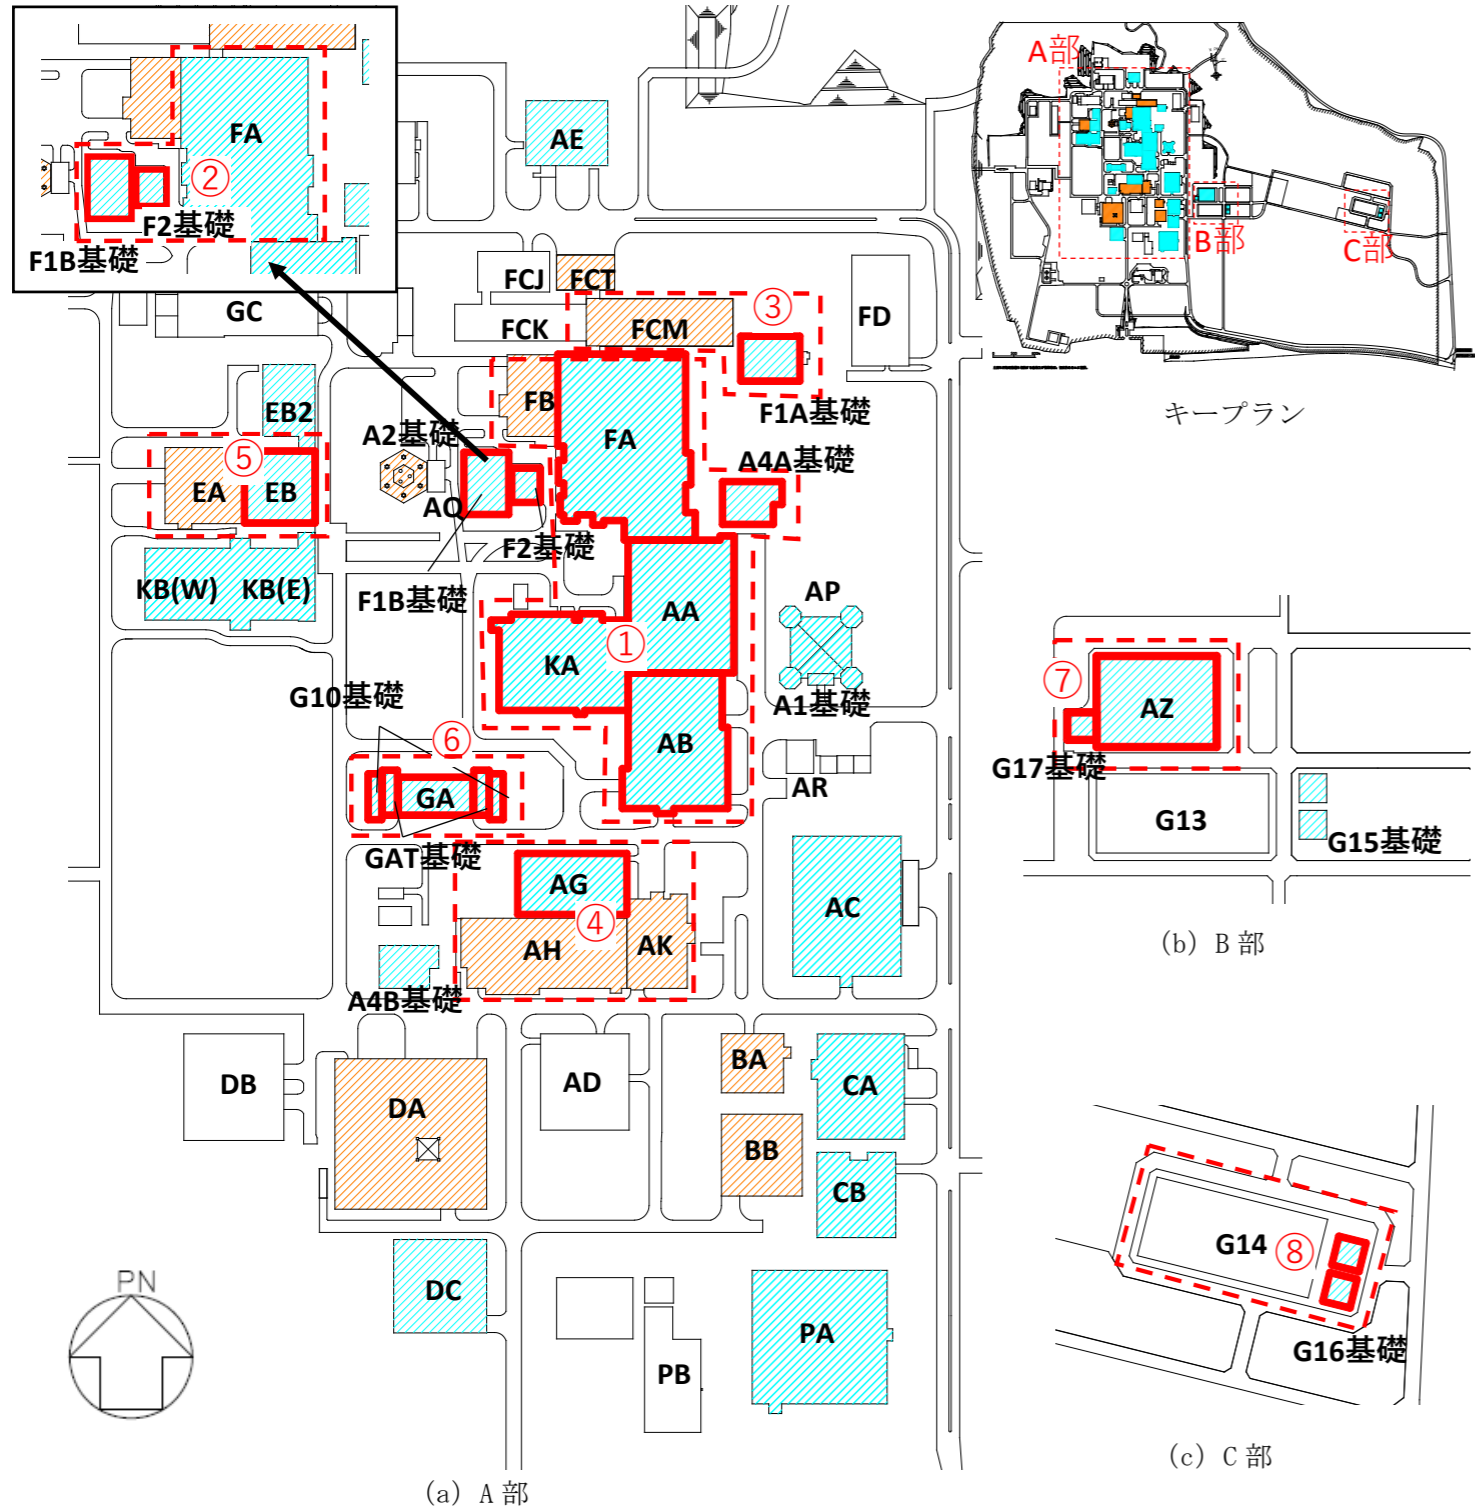 FA
②
F2基礎
F1B基礎
AE
A部
B部
C部
キープラン
GC
FCJ
FCT
FCK
FCM
③
FD
EB2
FB
FA
F1A基礎
A2基礎
⑤
EA
EB
A4A基礎
AQ
F2基礎
KB(W)
KB(E)
F1B基礎
AA
AP
KA
①
A1基礎
G10基礎
⑥
AB
GA
AR
GAT基礎
AG
④
AC
AH
AK
A4B基礎
DB
DA
AD
BA
CA
BB
CB
PN
DC
PA
PB
(a) A部
⑦
AZ
G17基礎
G13
G15基礎
(b) B部
G14
⑧
G16基礎
(c) C部